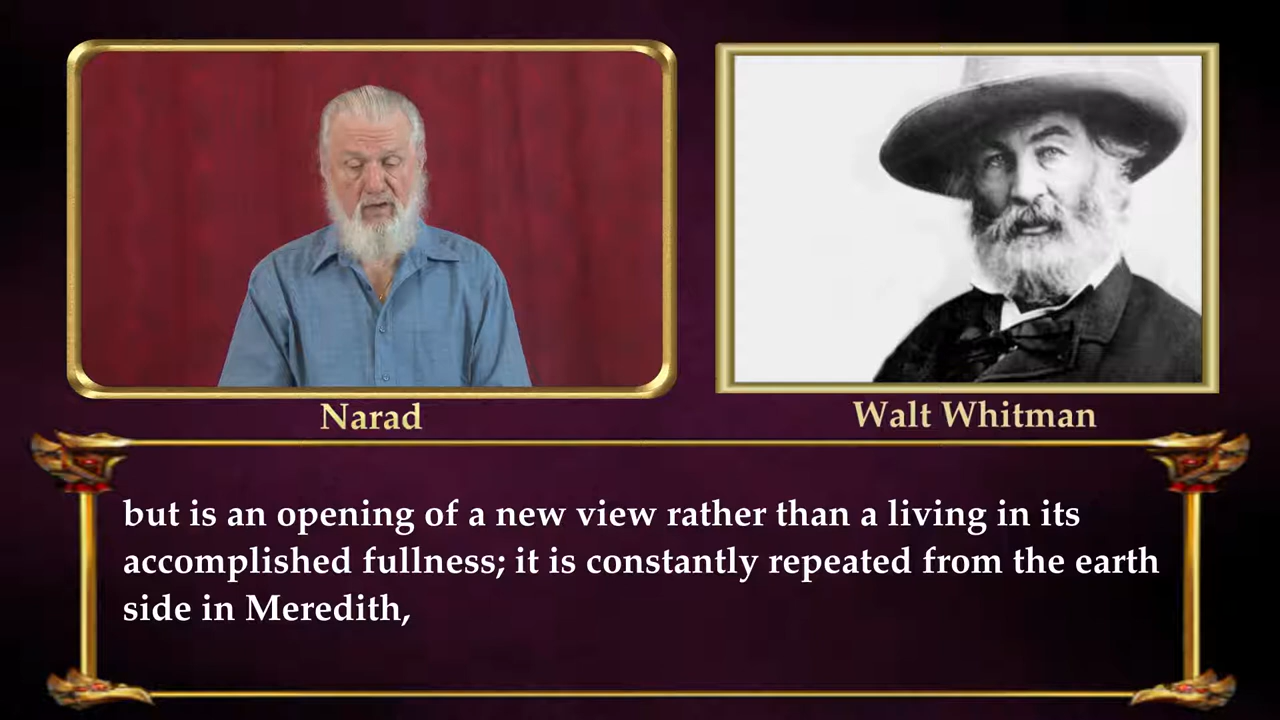 Narad
Walt Whitman
but is an opening of a new view rather than a living in its
accomplished fullness; it is constantly repeated from the earth
side in Meredith,